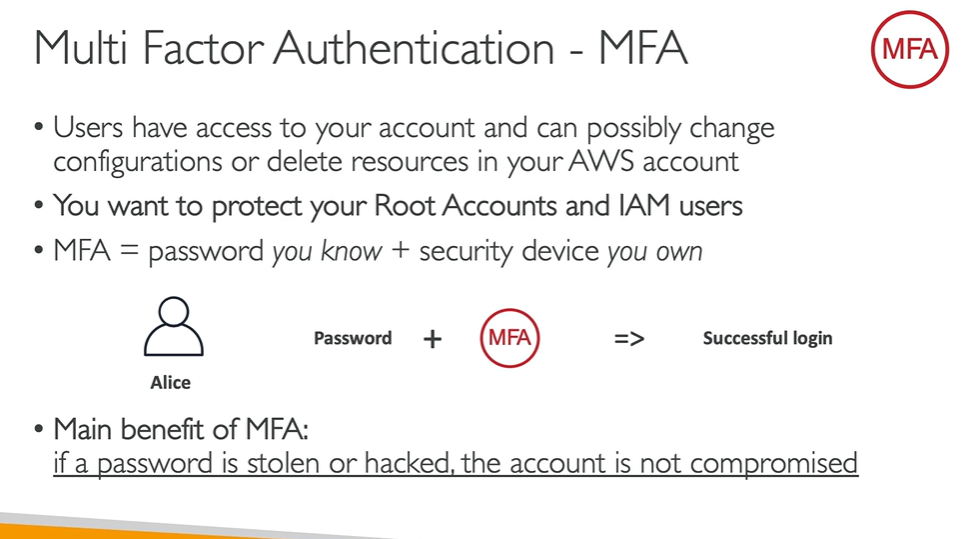 Multi Factor Authentication - MFA
MFA
• Users have access to your account and can possibly change
configurations or delete resources in your AWS account
• You want to protect your Root Accounts and IAM users
• MFA = password you know + security device you own
Password + MFA => Successful login
Alice
• Main benefit of MFA:
if a password is stolen or hacked, the account is not compromised